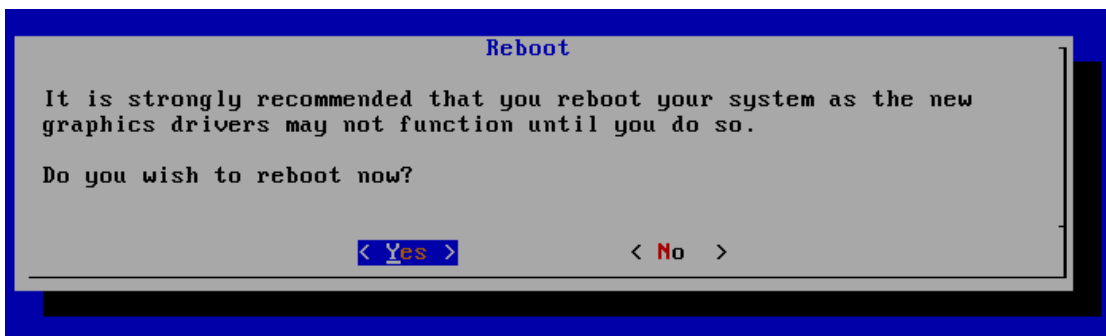 Reboot
It is strongly recommended that you reboot your system as the new
graphics drivers may not function until you do so.
Do you wish to reboot now?
< Yes > < No >